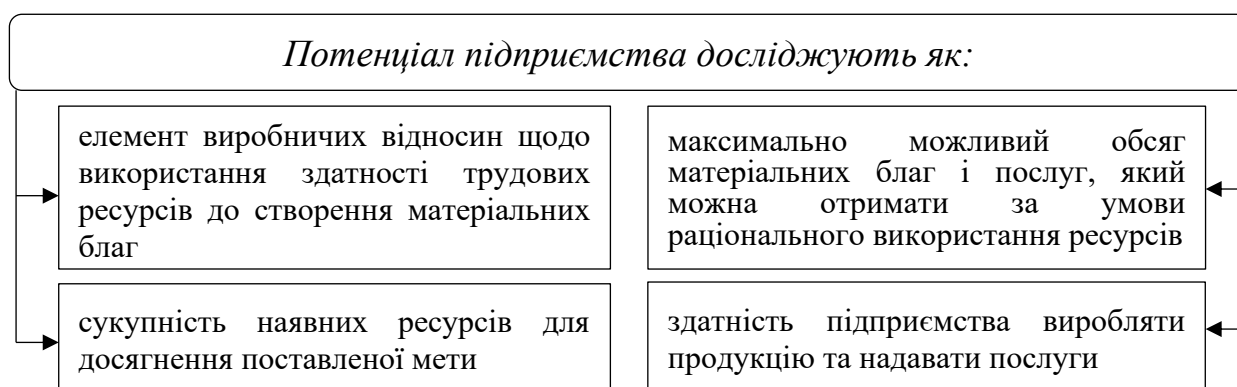 Потенціал підприємства досліджують як:
елемент виробничих відносин щодо
використання здатності трудових
ресурсів до створення матеріальних
благ
максимально можливий обсяг
матеріальних благ і послуг, який
можна отримати за умови
раціонального використання ресурсів
сукупність наявних ресурсів для
досягнення поставленої мети
здатність підприємства виробляти
продукцію та надавати послуги